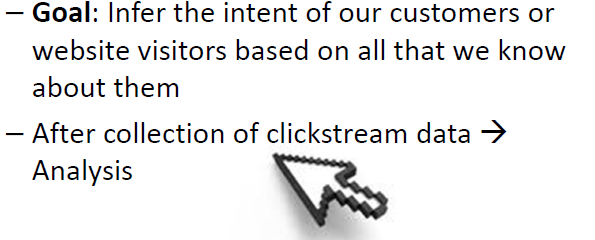 – Goal: Infer the intent of our customers or
website visitors based on all that we know
about them
– After collection of clickstream data →
Analysis